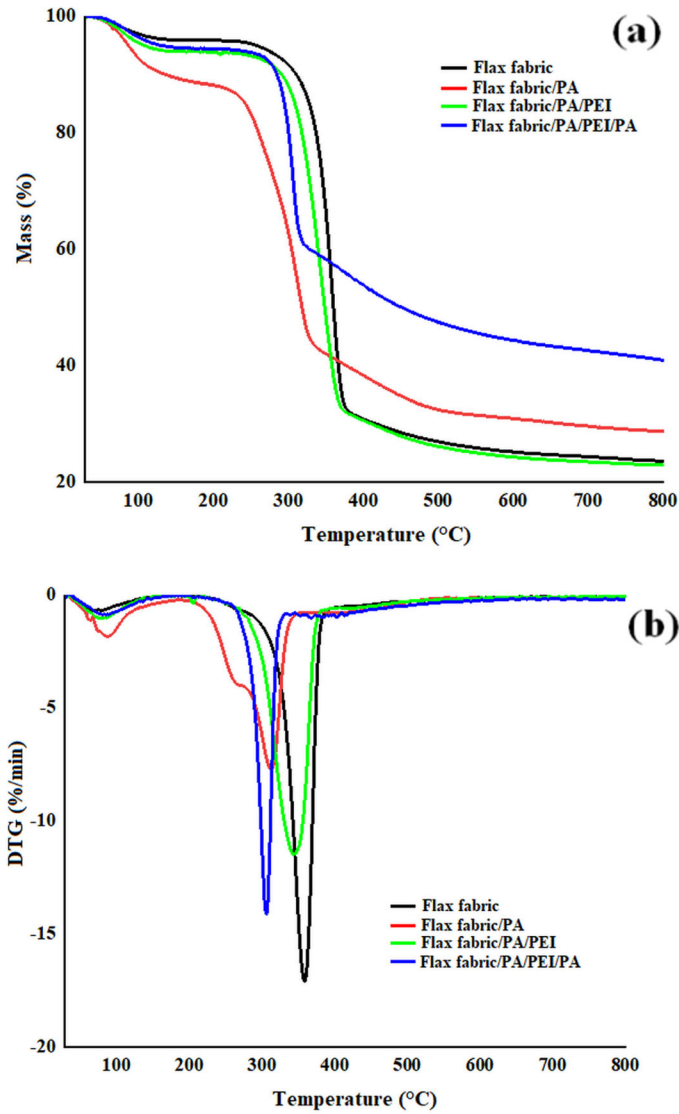 100
(a)
Flax fabric
Flax fabric/PA
Flax fabric/PA/PEI
Flax fabric/PA/PEI/PA
80
60
40
20
Mass (%)
100 200 300 400 500 600 700 800
Temperature (°C)
0
(b)
-5
-10
-15
-20
DTG (%/min)
Flax fabric
Flax fabric/PA
Flax fabric/PA/PEI
Flax fabric/PA/PEI/PA
100 200 300 400 500 600 700 800
Temperature (°C)